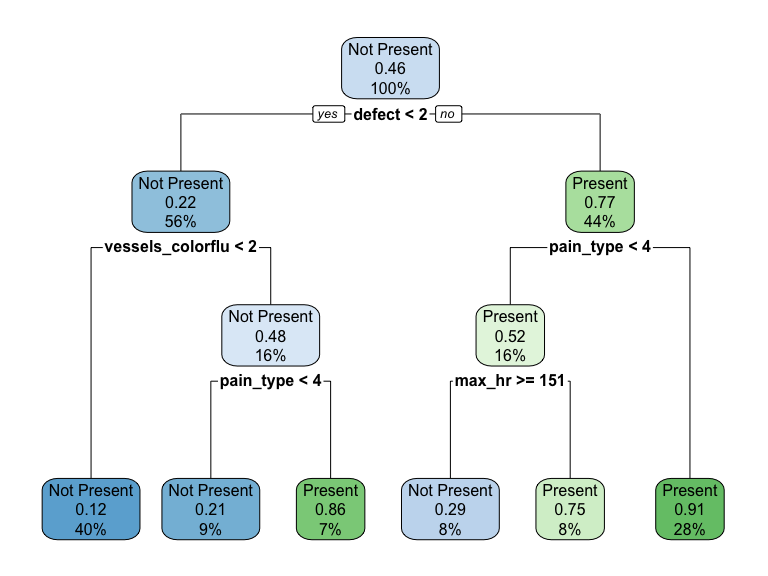 Not Present
0.46
100%
yes defect < 2 no
Not Present
0.22
56%
Present
0.77
44%
vessels_colorflu < 2
pain_type < 4
Not Present
0.48
16%
Present
0.52
16%
pain_type < 4
max_hr >= 151
Not Present
0.12
40%
Not Present
0.21
9%
Present
0.86
7%
Not Present
0.29
8%
Present
0.75
8%
Present
0.91
28%